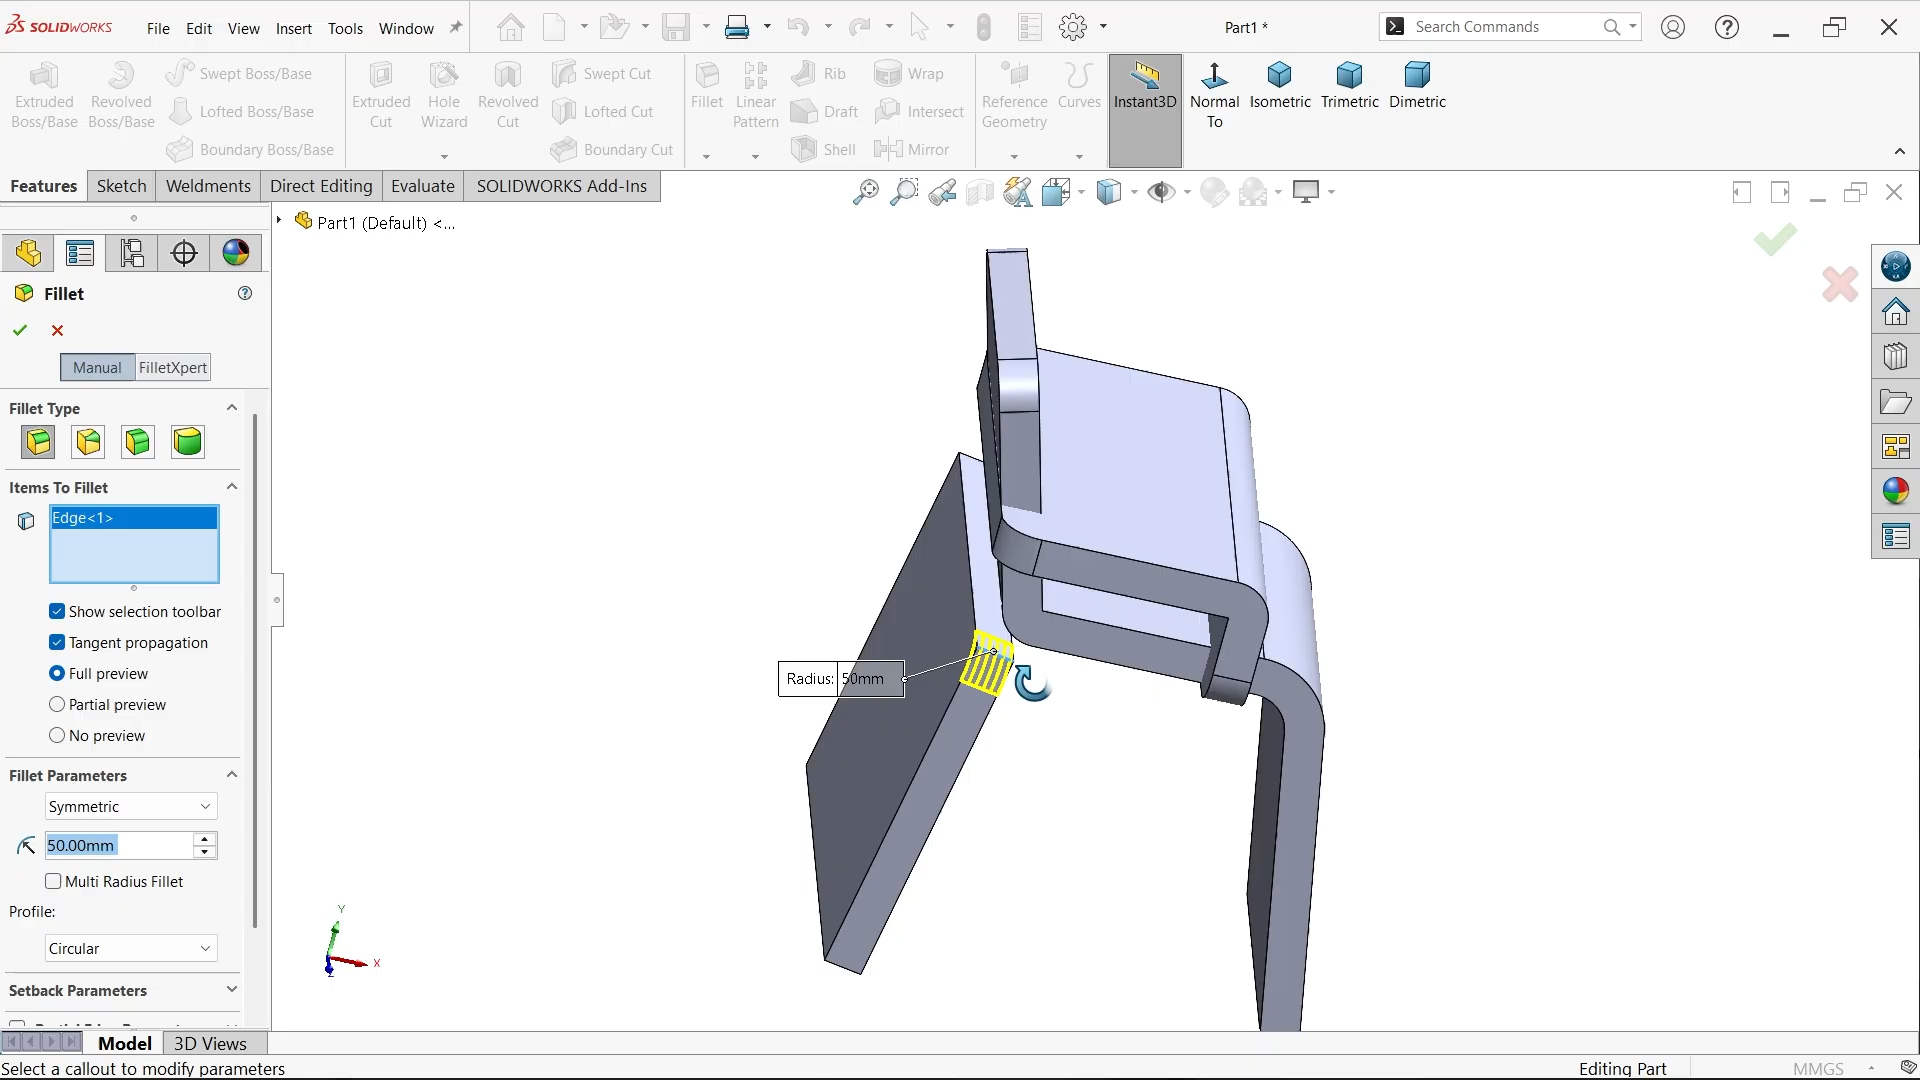 SOLIDWORKS
File Edit View Insert Tools Window
Part1 *
Search Commands
Extruded Boss/Base
Revolved Boss/Base
Swept Boss/Base
Lofted Boss/Base
Boundary Boss/Base
Extruded Cut
Hole Wizard
Revolved Cut
Swept Cut
Lofted Cut
Boundary Cut
Fillet
Linear Pattern
Rib
Draft
Shell
Wrap
Intersect
Mirror
Reference Geometry
Curves
Instant3D
Normal To
Isometric
Trimetric
Dimetric
Features
Sketch
Weldments
Direct Editing
Evaluate
SOLIDWORKS Add-Ins
Part1 (Default) <...
Fillet
Manual
FilletXpert
Fillet Type
Items To Fillet
Edge<1>
Show selection toolbar
Tangent propagation
Full preview
Partial preview
No preview
Fillet Parameters
Symmetric
50.00mm
Multi Radius Fillet
Profile:
Circular
Setback Parameters
Radius: 50mm
Y
X
Z
Model
3D Views
Select a callout to modify parameters
Editing Part
MMGS